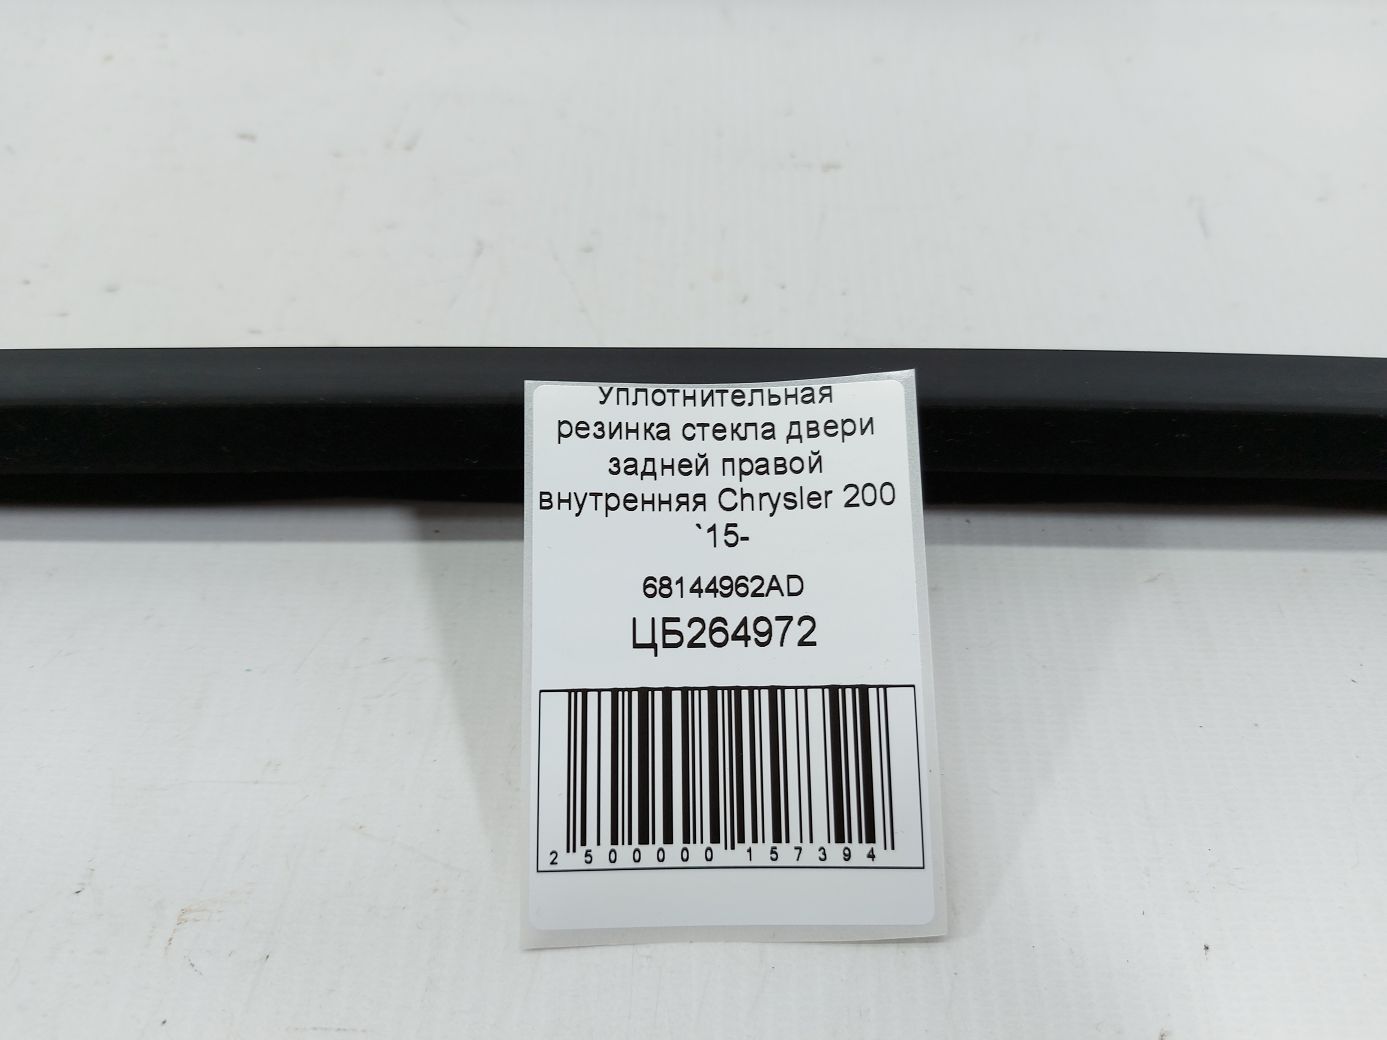 Уплотнительная
резинка стекла двери
задней правой
внутренняя Chrysler 200
`15-
68144962AD
ЦБ264972
2 500000 157394